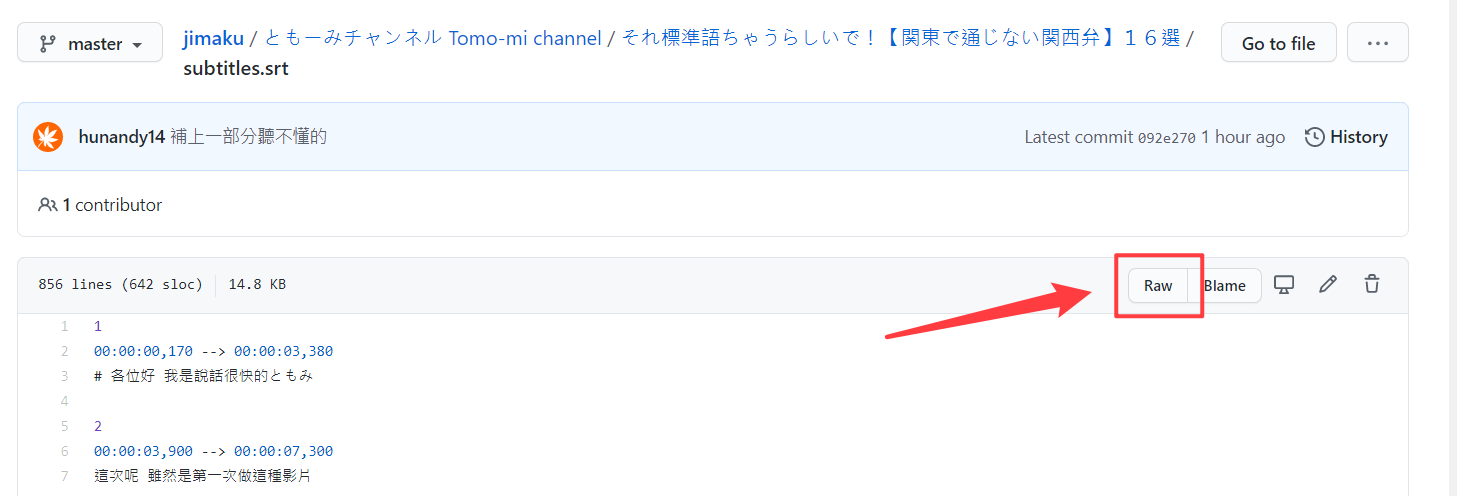 master
jimaku / ともーみチャンネル Tomo-mi channel / それ標準語ちゃうらしいで！【関東で通じない関西弁】１６選 /
subtitles.srt
Go to file
...
hunandy14 補上一部分聽不懂的
Latest commit 092e270 1 hour ago
History
1 contributor
856 lines (642 sloc)
14.8 KB
Raw
Blame
1 1
2 00:00:00,170 --> 00:00:03,380
3 # 各位好 我是說話很快的ともみ
4
5 2
6 00:00:03,900 --> 00:00:07,300
7 這次呢 雖然是第一次做這種影片